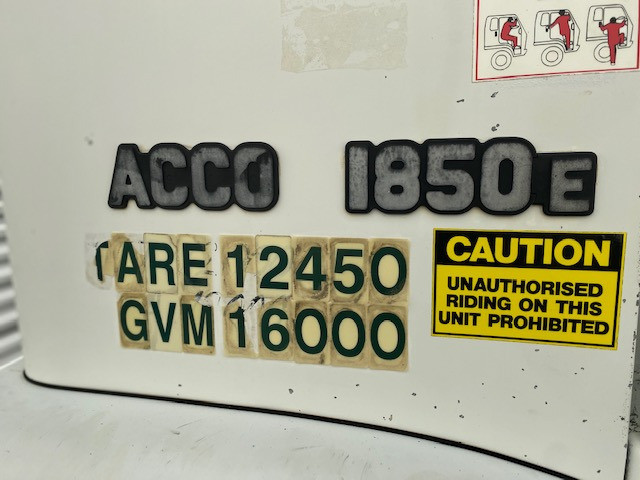 ACCO 1850E
TARE 12450
GVM 16000
CAUTION
UNAUTHORISED
RIDING ON THIS
UNIT PROHIBITED